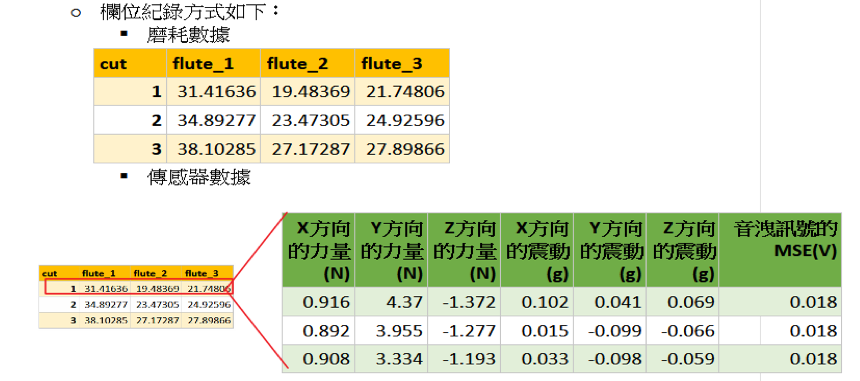 欄位紀錄方式如下：
磨耗數據
cut flute_1 flute_2 flute_3
1 31.41636 19.48369 21.74806
2 34.89277 23.47305 24.92596
3 38.10285 27.17287 27.89866
傳感器數據
cut flute_1 flute_2 flute_3
1 31.41636 19.48369 21.74806
2 34.89277 23.47305 24.92596
3 38.10285 27.17287 27.89866
X方向 Y方向 Z方向 X方向 Y方向 Z方向 音洩訊號的
的力量 的力量 的力量 的震動 的震動 的震動 MSE(V)
(N) (N) (N) (g) (g) (g)
0.916 4.37 -1.372 0.102 0.041 0.069 0.018
0.892 3.955 -1.277 0.015 -0.099 -0.066 0.018
0.908 3.334 -1.193 0.033 -0.098 -0.059 0.018